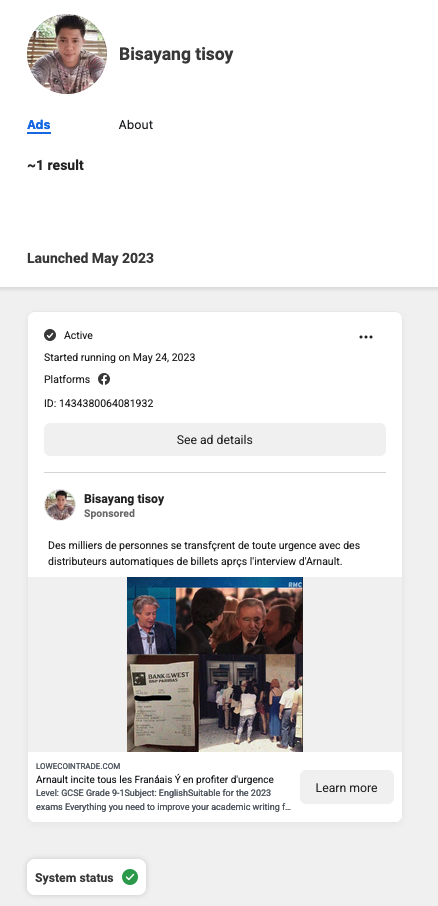 Bisayang tisoy
Ads
About
~1 result
Launched May 2023
Active
Started running on May 24, 2023
Platforms
ID: 1434380064081932
See ad details
Bisayang tisoy
Sponsored
Des milliers de personnes se transfçrent de toute urgence avec des
distributeurs automatiques de billets aprçs l'interview d'Arnault.
RMC
BANK OF THE WEST
BNP PARIBAS
LOWECOINTRADE.COM
Arnault incite tous les Franáais Ý en profiter d'urgence
Level: GCSE Grade 9-1Subject: EnglishSuitable for the 2023
exams Everything you need to improve your academic writing f...
Learn more
System status